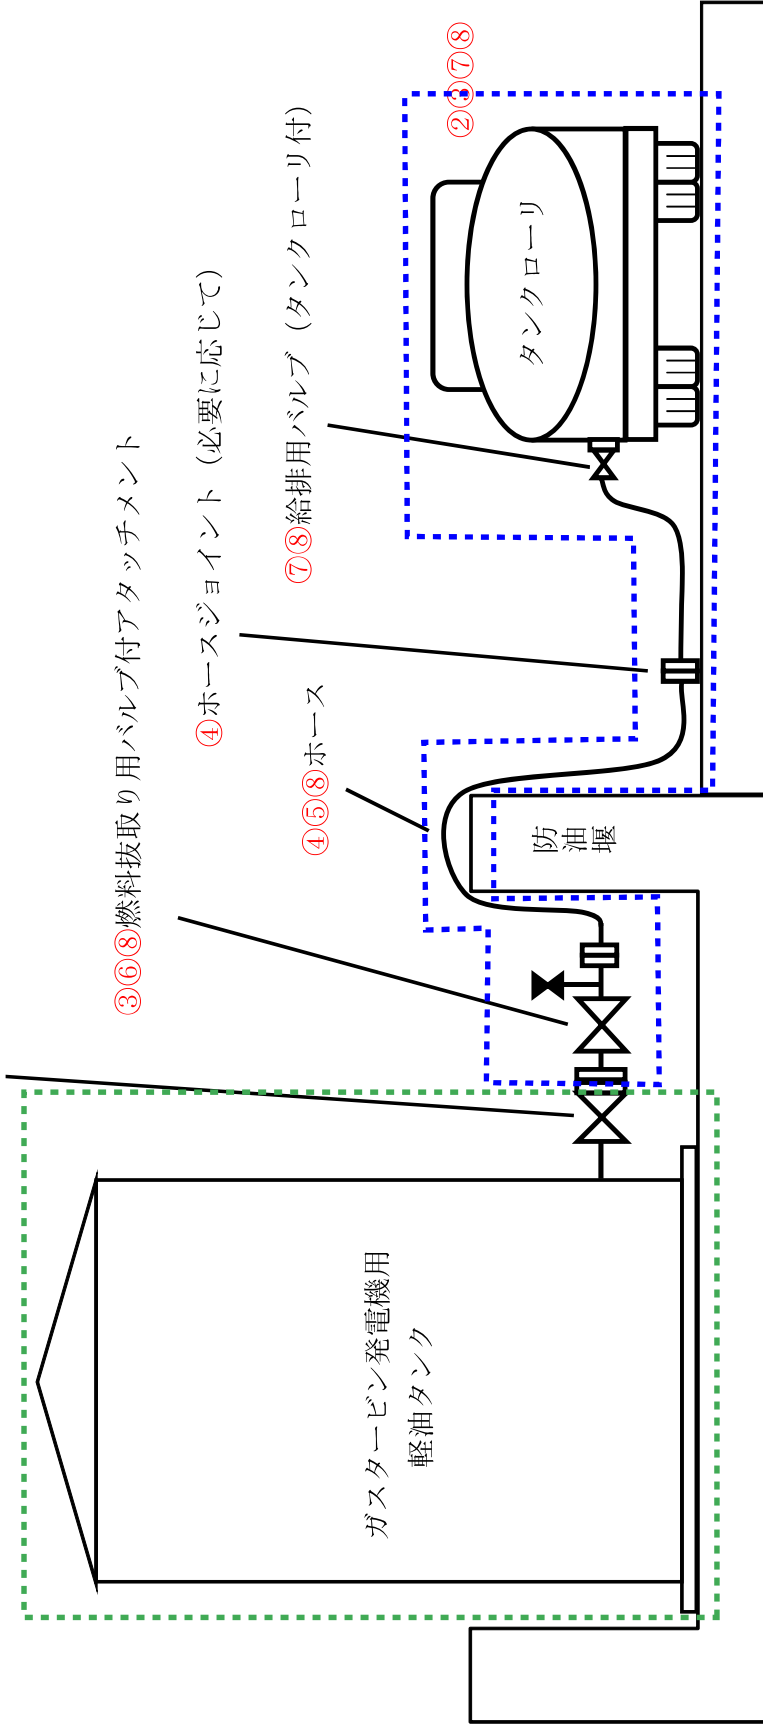 ③⑥⑧燃料抜取り用バルブ付アタッチメント
④ホースジョイント（必要に応じて）
⑦⑧給排用バルブ（タンクローリ付）
④⑤⑧ホース
②③⑦⑧
ガスタービン発電機用
軽油タンク
防油堰
タンクローリ